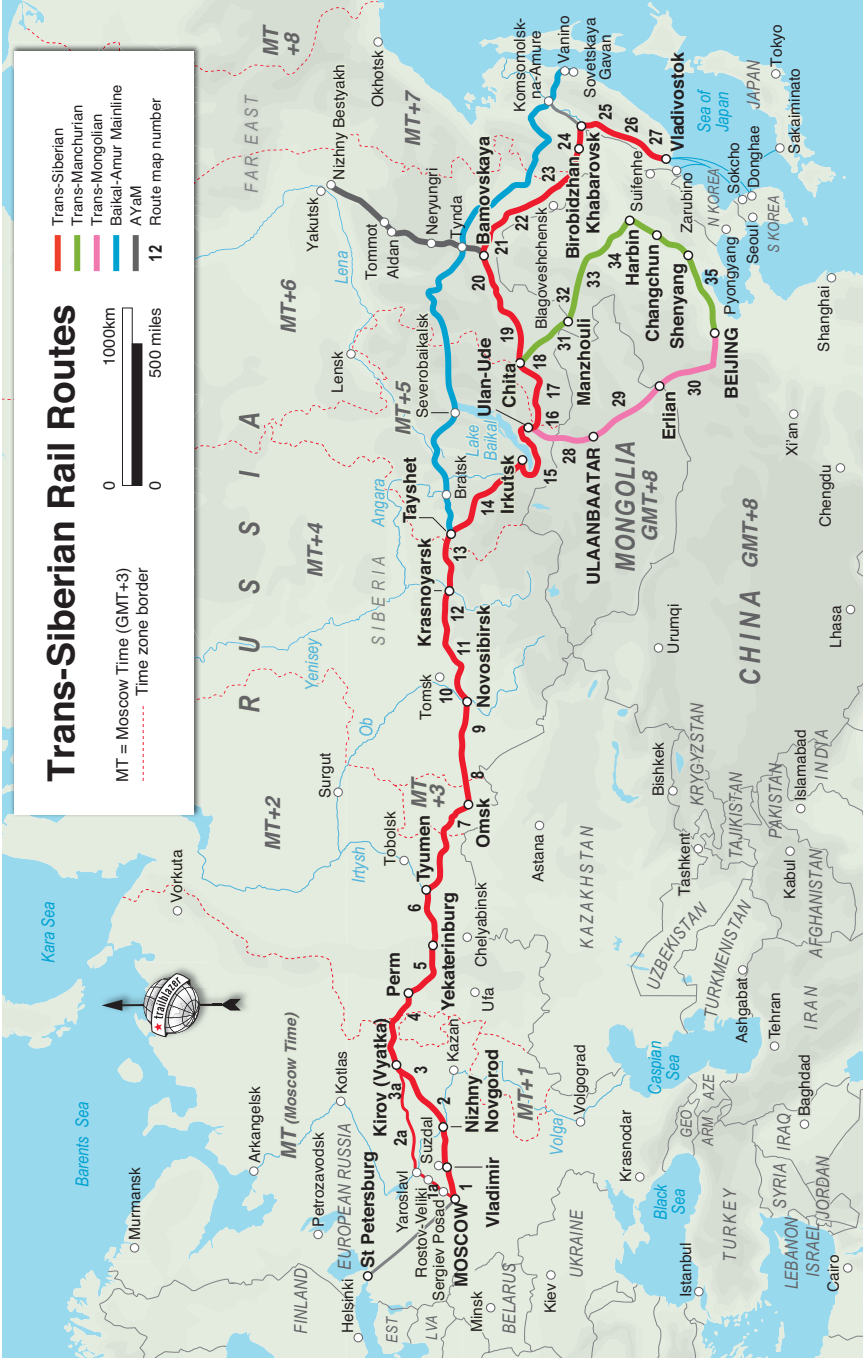 Trans-Siberian Rail Routes
MT = Moscow Time (GMT+3)
Time zone border
0
1000km
0
500 miles
Trans-Siberian
Trans-Manchurian
Trans-Mongolian
Baikal-Amur Mainline
AYaM
12
Route map number
trailblazer
Barents Sea
Kara Sea
Murmansk
Arkangelsk
Vorkuta
MT (Moscow Time)
Kotlas
Petrozavodsk
EUROPEAN RUSSIA
FINLAND
Helsinki
St Petersburg
EST
LVA
Minsk
BELARUS
Kiev
UKRAINE
Yaroslavl
Rostov-Veliki
Sergiev Posad
MOSCOW
Suzdal
Vladimir
Nizhny
Novgorod
Kirov (Vyatka)
Kazan
Perm
Yekaterinburg
Ufa
Chelyabinsk
Tyumen
Tobolsk
Irtysh
Surgut
Ob
Omsk
Tomsk
Novosibirsk
Yenisey
Krasnoyarsk
SIBERIA
Angara
Tayshet
Bratsk
Irkutsk
Lake
Baikal
Severobaikalsk
Ulan-Ude
Chita
Lensk
Lena
Yakutsk
Nizhny Bestyakh
Tommot
Aldan
Neryungri
Tynda
Bamovskaya
Blagoveshchensk
Birobidzhan
Khabarovsk
Komsomolsk-
na-Amure
Vanino
Sovetskaya
Gavan
Okhotsk
FAR EAST
RUSSIA
MT+1
MT+2
MT
+3
MT+4
MT+5
MT+6
MT+7
MT
+8
1
1a
2
2a
3
3a
4
5
6
7
8
9
10
11
12
13
14
15
16
17
18
19
20
21
22
23
24
25
26
27
28
29
30
31
32
33
34
35
Vladivostok
Suifenhe
Zarubino
Sea of
Japan
JAPAN
Tokyo
Sakaiminato
N KOREA
Sokcho
Donghae
Seoul
S KOREA
Pyongyang
Manzhouli
Harbin
Changchun
Shenyang
BEIJING
Erlian
ULAANBAATAR
MONGOLIA
GMT+8
CHINA GMT+8
Shanghai
Xi'an
Chengdu
Lhasa
Urumqi
Astana
KAZAKHSTAN
Bishkek
KRYGYZSTAN
Tashkent
TAJIKISTAN
UZBEKISTAN
TURKMENISTAN
Ashgabat
PAKISTAN
Islamabad
INDIA
Kabul
AFGHANISTAN
Tehran
IRAN
Caspian
Sea
Volga
Volgograd
Krasnodar
Black
Sea
GEO
ARM
AZE
Baghdad
IRAQ
SYRIA
TURKEY
Istanbul
LEBANON
ISRAEL
JORDAN
Cairo